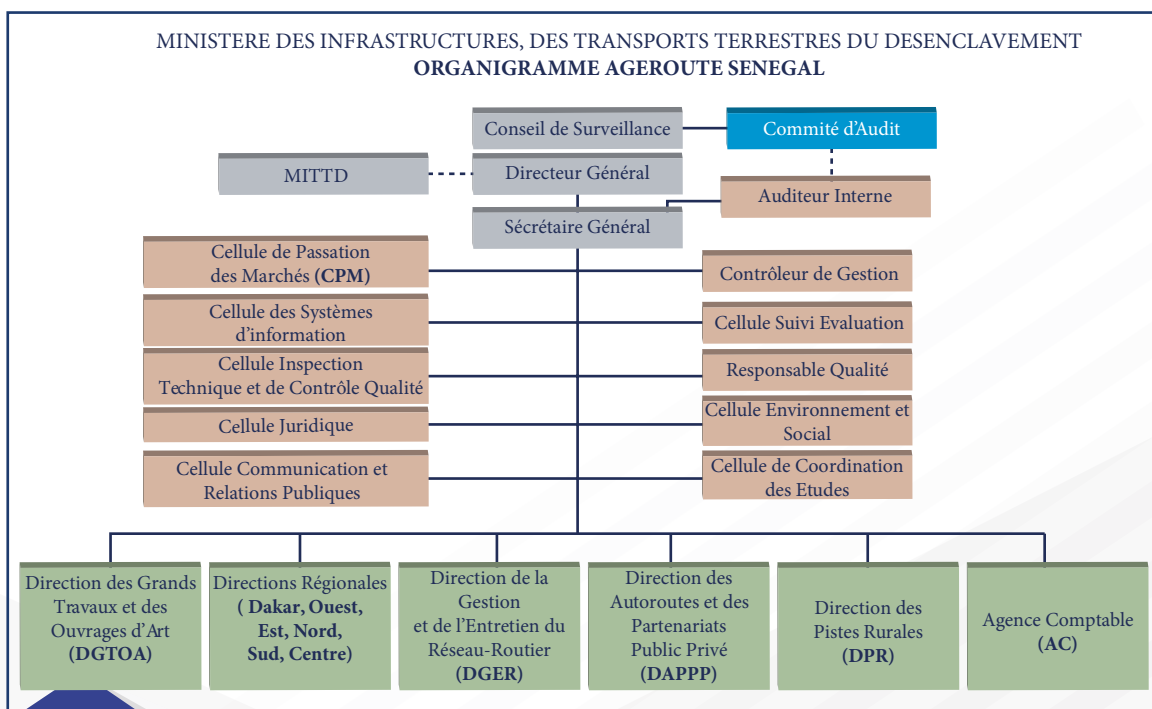 MINISTERE DES INFRASTRUCTURES, DES TRANSPORTS TERRESTRES DU DESENCLAVEMENT
ORGANIGRAMME AGEROUTE SENEGAL
Conseil de Surveillance
Commité d'Audit
MITTD
Directeur Général
Auditeur Interne
Sécrétaire Général
Cellule de Passation
des Marchés (CPM)
Contrôleur de Gestion
Cellule des Systèmes
d'information
Cellule Suivi Evaluation
Cellule Inspection
Technique et de Contrôle Qualité
Responsable Qualité
Cellule Juridique
Cellule Environnement et
Social
Cellule Communication et
Relations Publiques
Cellule de Coordination
des Etudes
Direction des Grands
Travaux et des
Ouvrages d'Art
(DGTOA)
Directions Régionales
( Dakar, Ouest,
Est, Nord,
Sud, Centre)
Direction de la
Gestion
et de l'Entretien du
Réseau-Routier
(DGER)
Direction des
Autoroutes et des
Partenariats
Public Privé
(DAPPP)
Direction des
Pistes Rurales
(DPR)
Agence Comptable
(AC)